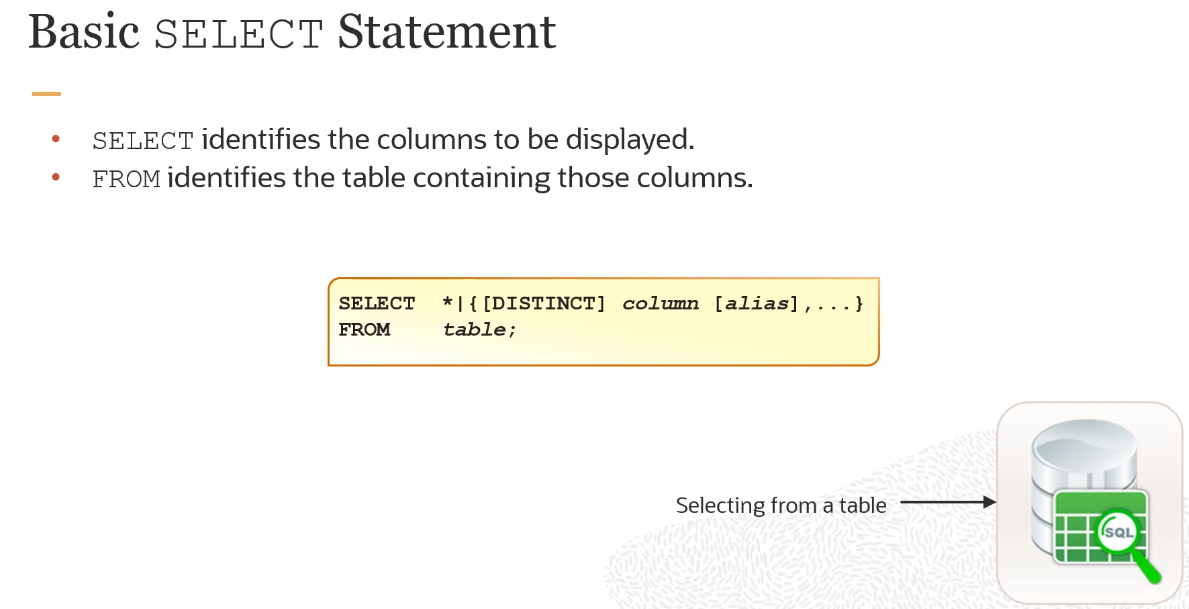 Basic SELECT Statement
• SELECT identifies the columns to be displayed.
• FROM identifies the table containing those columns.
SELECT *|{[DISTINCT] column [alias],...}
FROM table;
Selecting from a table
SQL